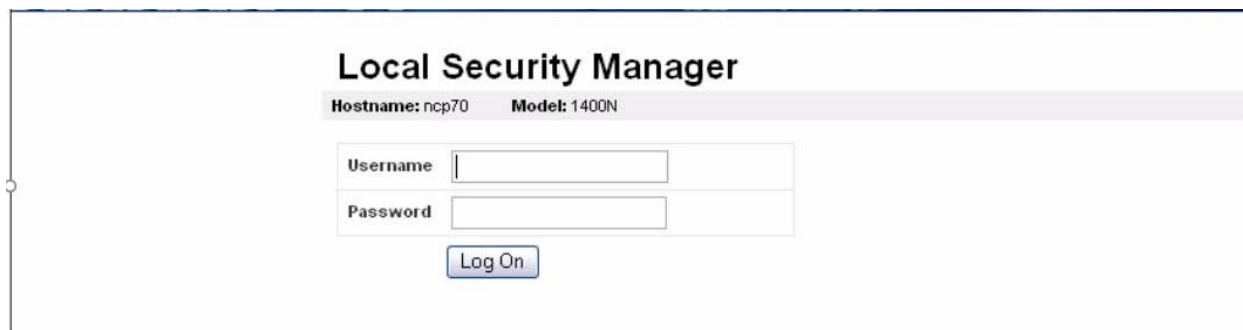 Local Security Manager
Hostname: ncp70 Model: 1400N
Username
Password
Log On